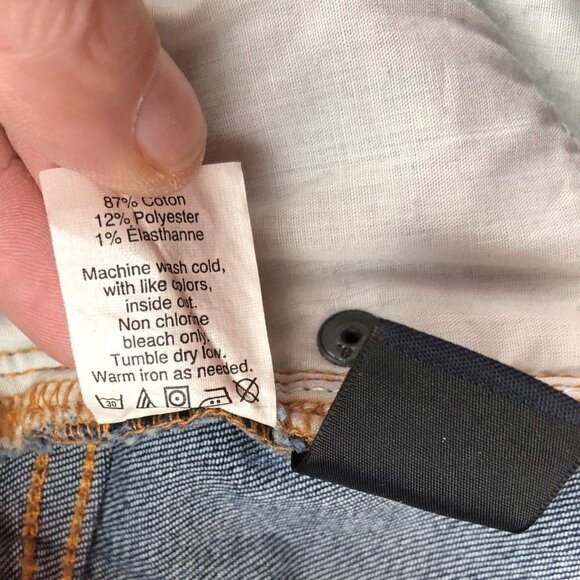 87% Coton
12% Polyester
1% Élasthanne
Machine wash cold,
with like colors,
inside out.
Non chlorine
bleach only.
Tumble dry low.
Warm iron as needed.
30